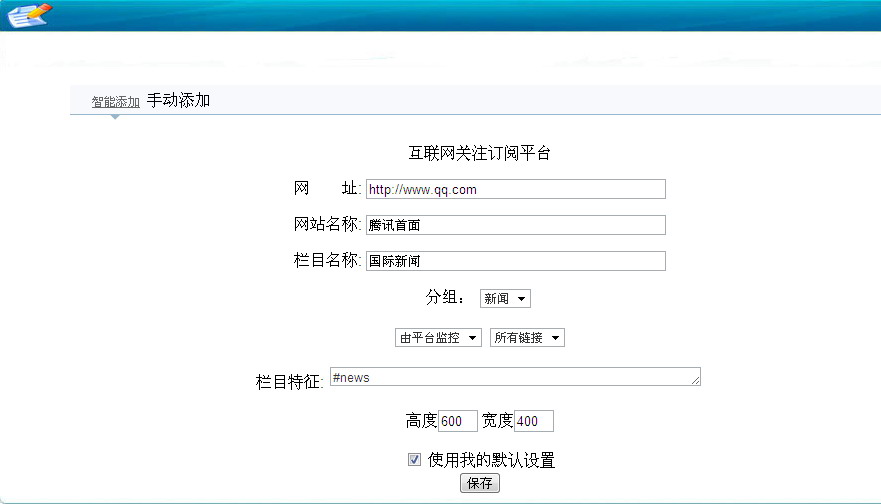 智能添加 手动添加
互联网关注订阅平台
网 址: http://www.qq.com
网站名称: 腾讯首面
栏目名称: 国际新闻
分组: 新闻
由平台监控 所有链接
栏目特征: #news
高度 600 宽度 400
使用我的默认设置
保存